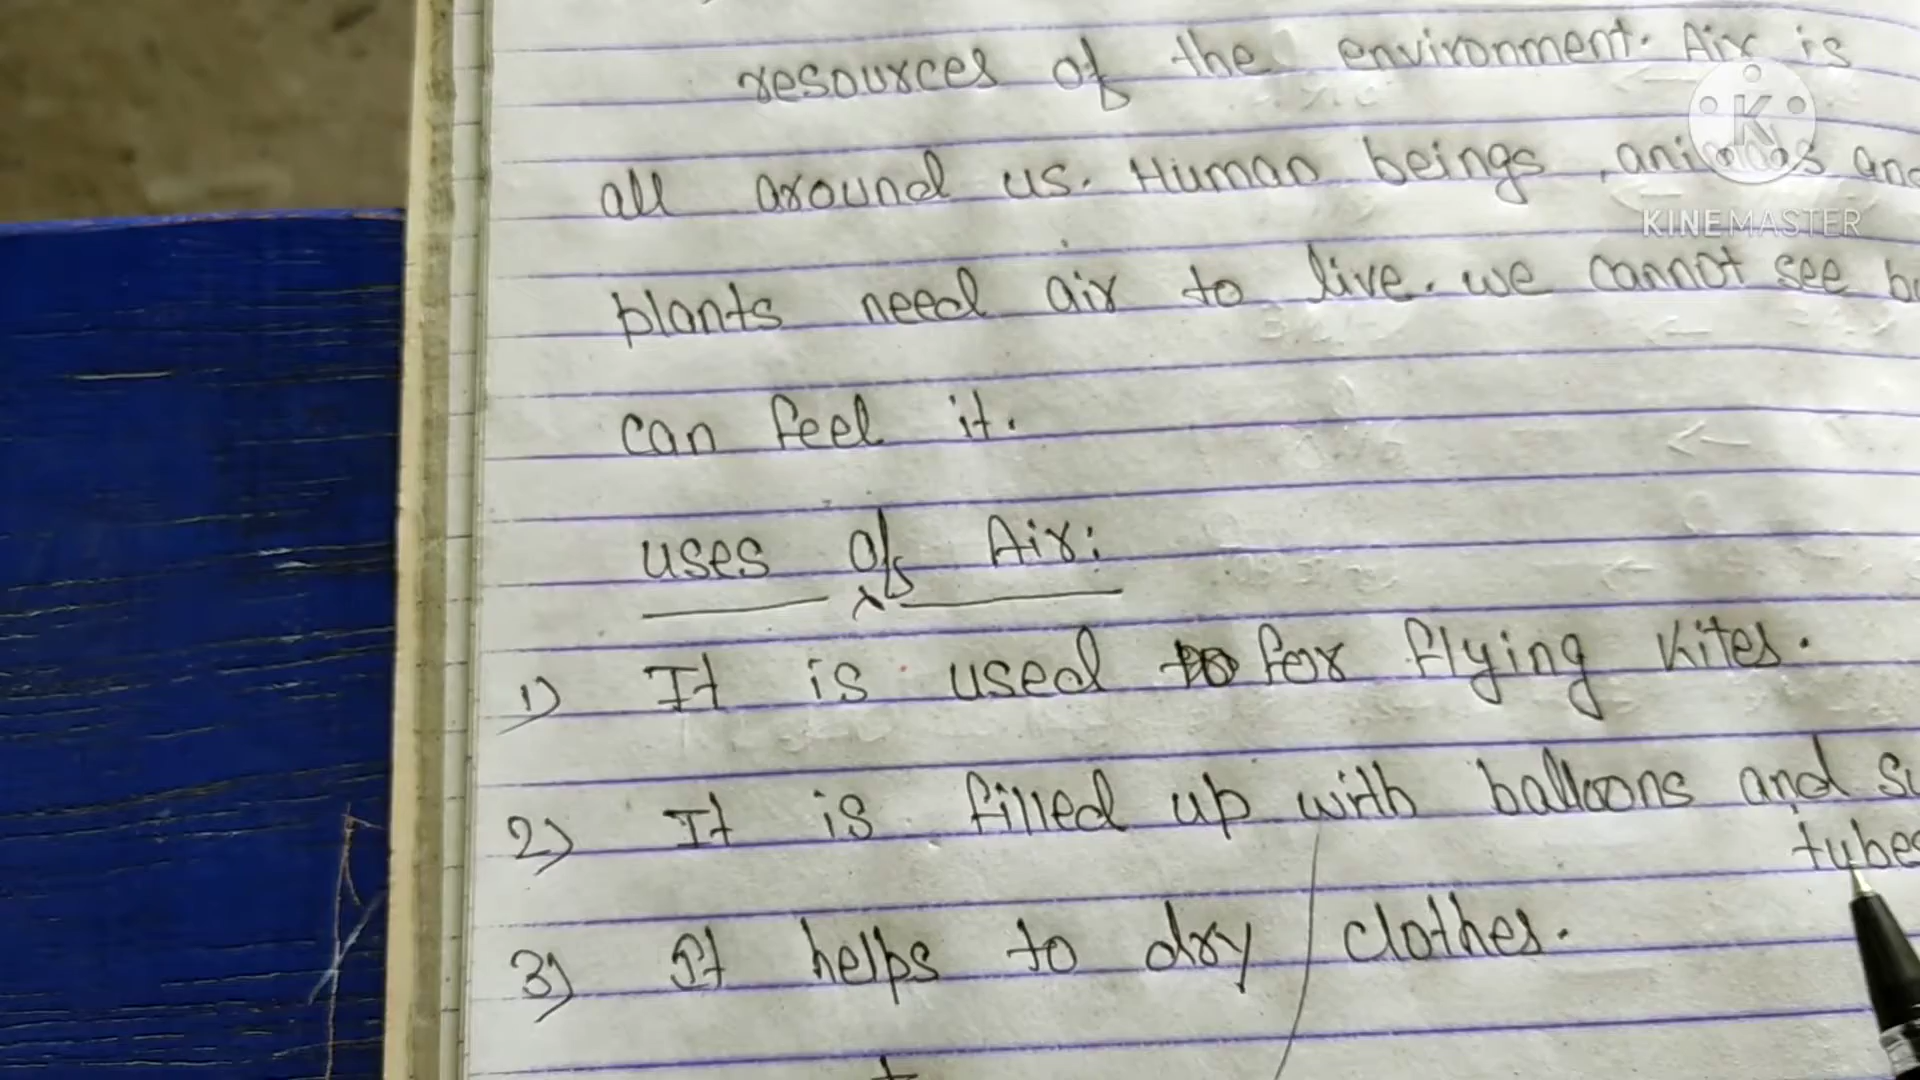 resources of the environment. Air is
all around us. Human beings, animals and
plants need air to live. we cannot see
can feel it.
uses of Air:
1) It is used for flying kites.
2) It is filled up with balloons and
tubes
3) It helps to dry clothes.
K
KINEMASTER